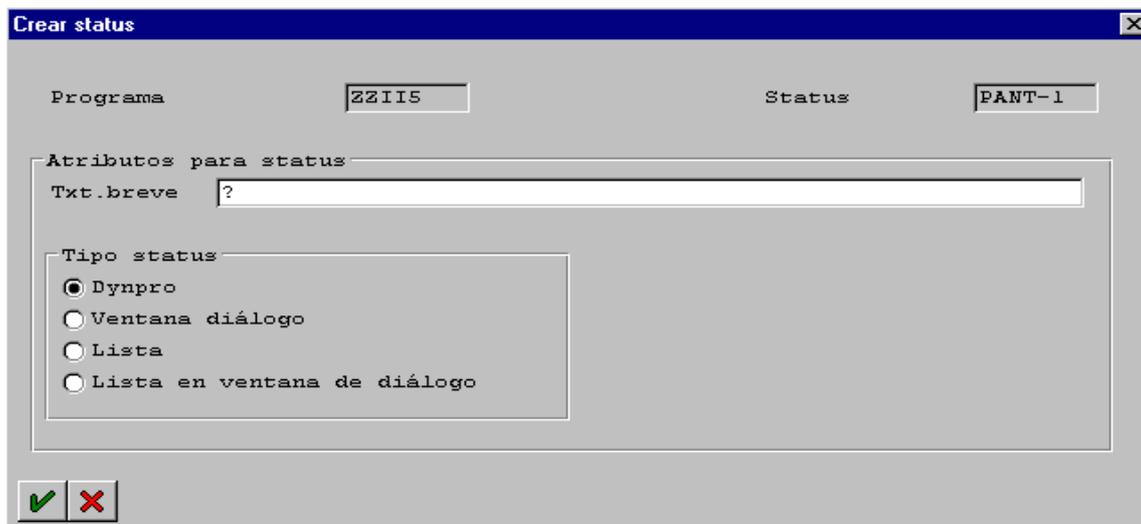 Crear status
Programa ZZII5 Status PANT-1
Atributos para status
Txt.breve ?
Tipo status
Dynpro
Ventana diálogo
Lista
Lista en ventana de diálogo